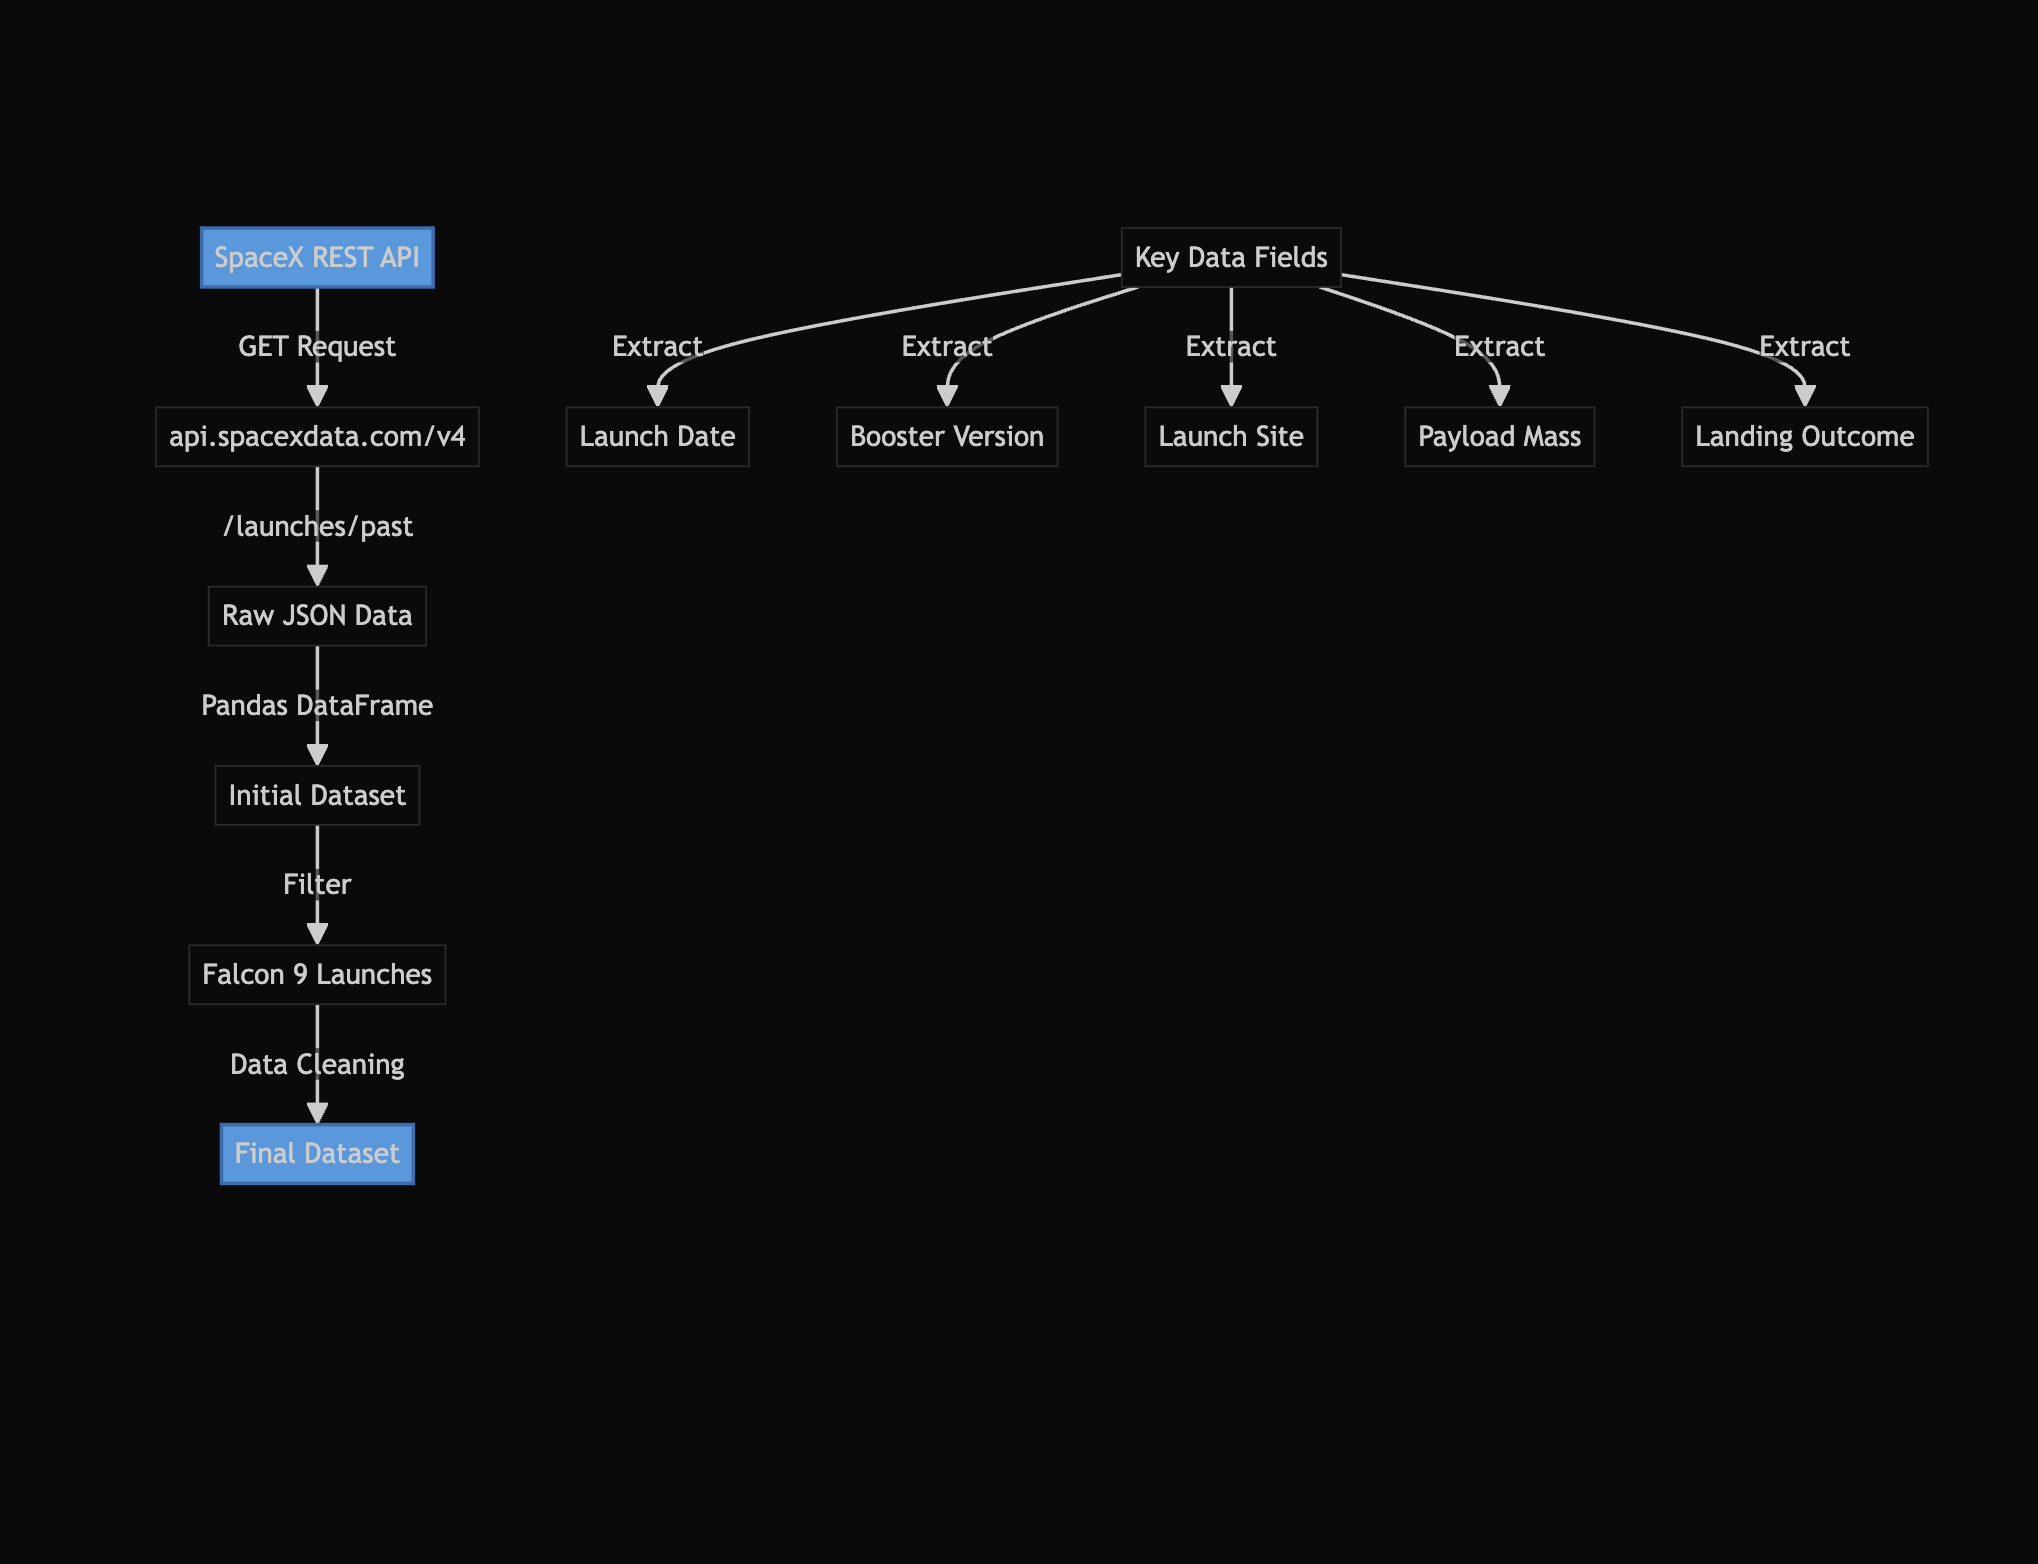 SpaceX REST API
GET Request
api.spacexdata.com/v4
/launches/past
Raw JSON Data
Pandas DataFrame
Initial Dataset
Filter
Falcon 9 Launches
Data Cleaning
Final Dataset
Key Data Fields
Extract
Extract
Extract
Extract
Extract
Launch Date
Booster Version
Launch Site
Payload Mass
Landing Outcome